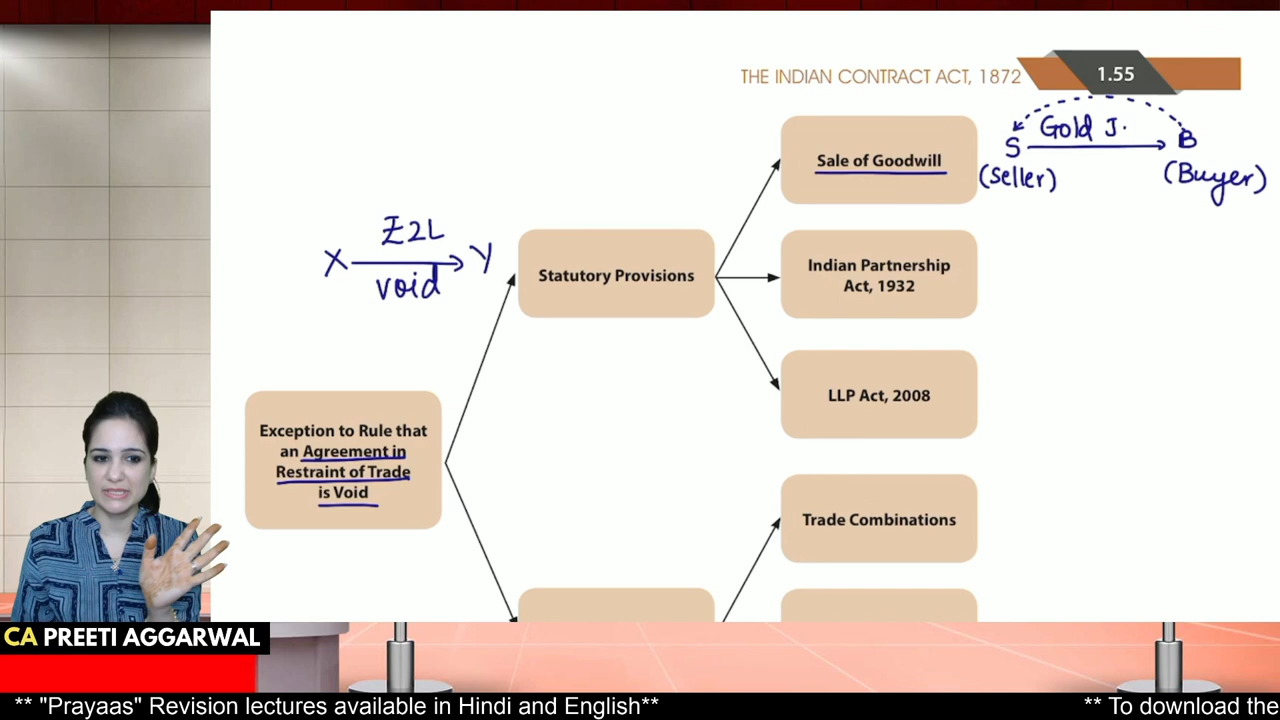 THE INDIAN CONTRACT ACT, 1872
1.55
Gold J.
S
B
(Seller)
(Buyer)
Sale of Goodwill
X
₹2L
Y
void
Statutory Provisions
Indian Partnership
Act, 1932
LLP Act, 2008
Exception to Rule that
an Agreement in
Restraint of Trade
is Void
Trade Combinations
CA PREETI AGGARWAL
** "Prayaas" Revision lectures available in Hindi and English**
** To download the